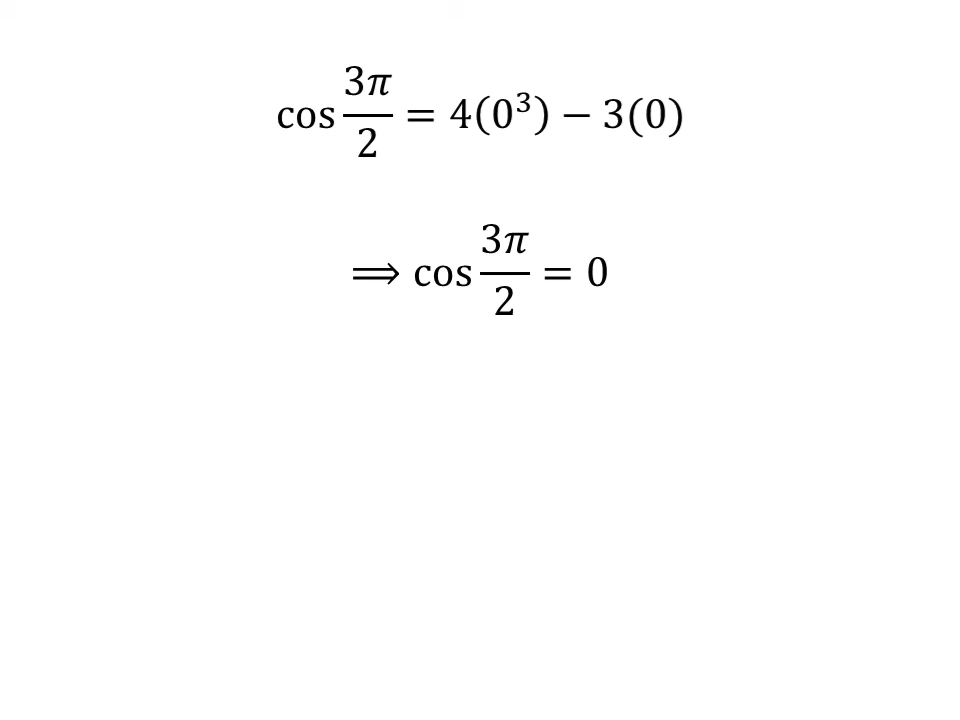 cos 3π/2 = 4(0³) − 3(0)
⟹ cos 3π/2 = 0